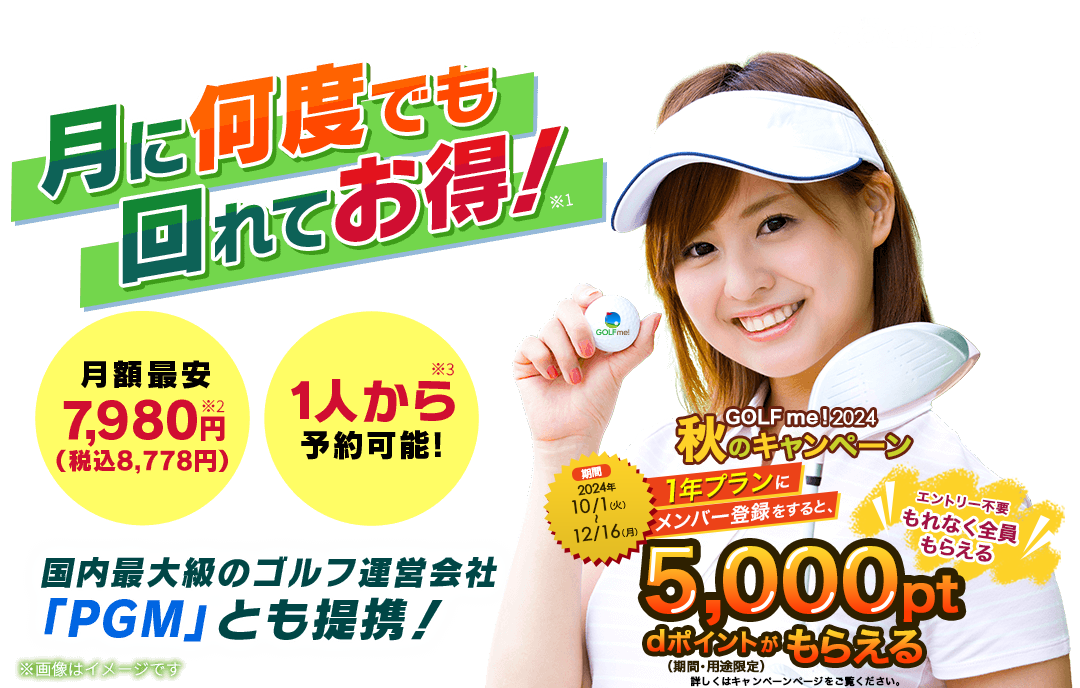 月に何度でも
回れてお得!※1
月額最安
7,980円※2
(税込8,778円)
1人から※3
予約可能!
国内最大級のゴルフ運営会社
「PGM」とも提携!
※画像はイメージです
GOLFme!
GOLF me!2024
秋のキャンペーン
期間
2024年
10/1(火)
~
12/16(月)
1年プランに
メンバー登録をすると、
エントリー不要
もれなく全員
もらえる
5,000pt
dポイントがもらえる
(期間・用途限定)
詳しくはキャンペーンページをご覧ください。